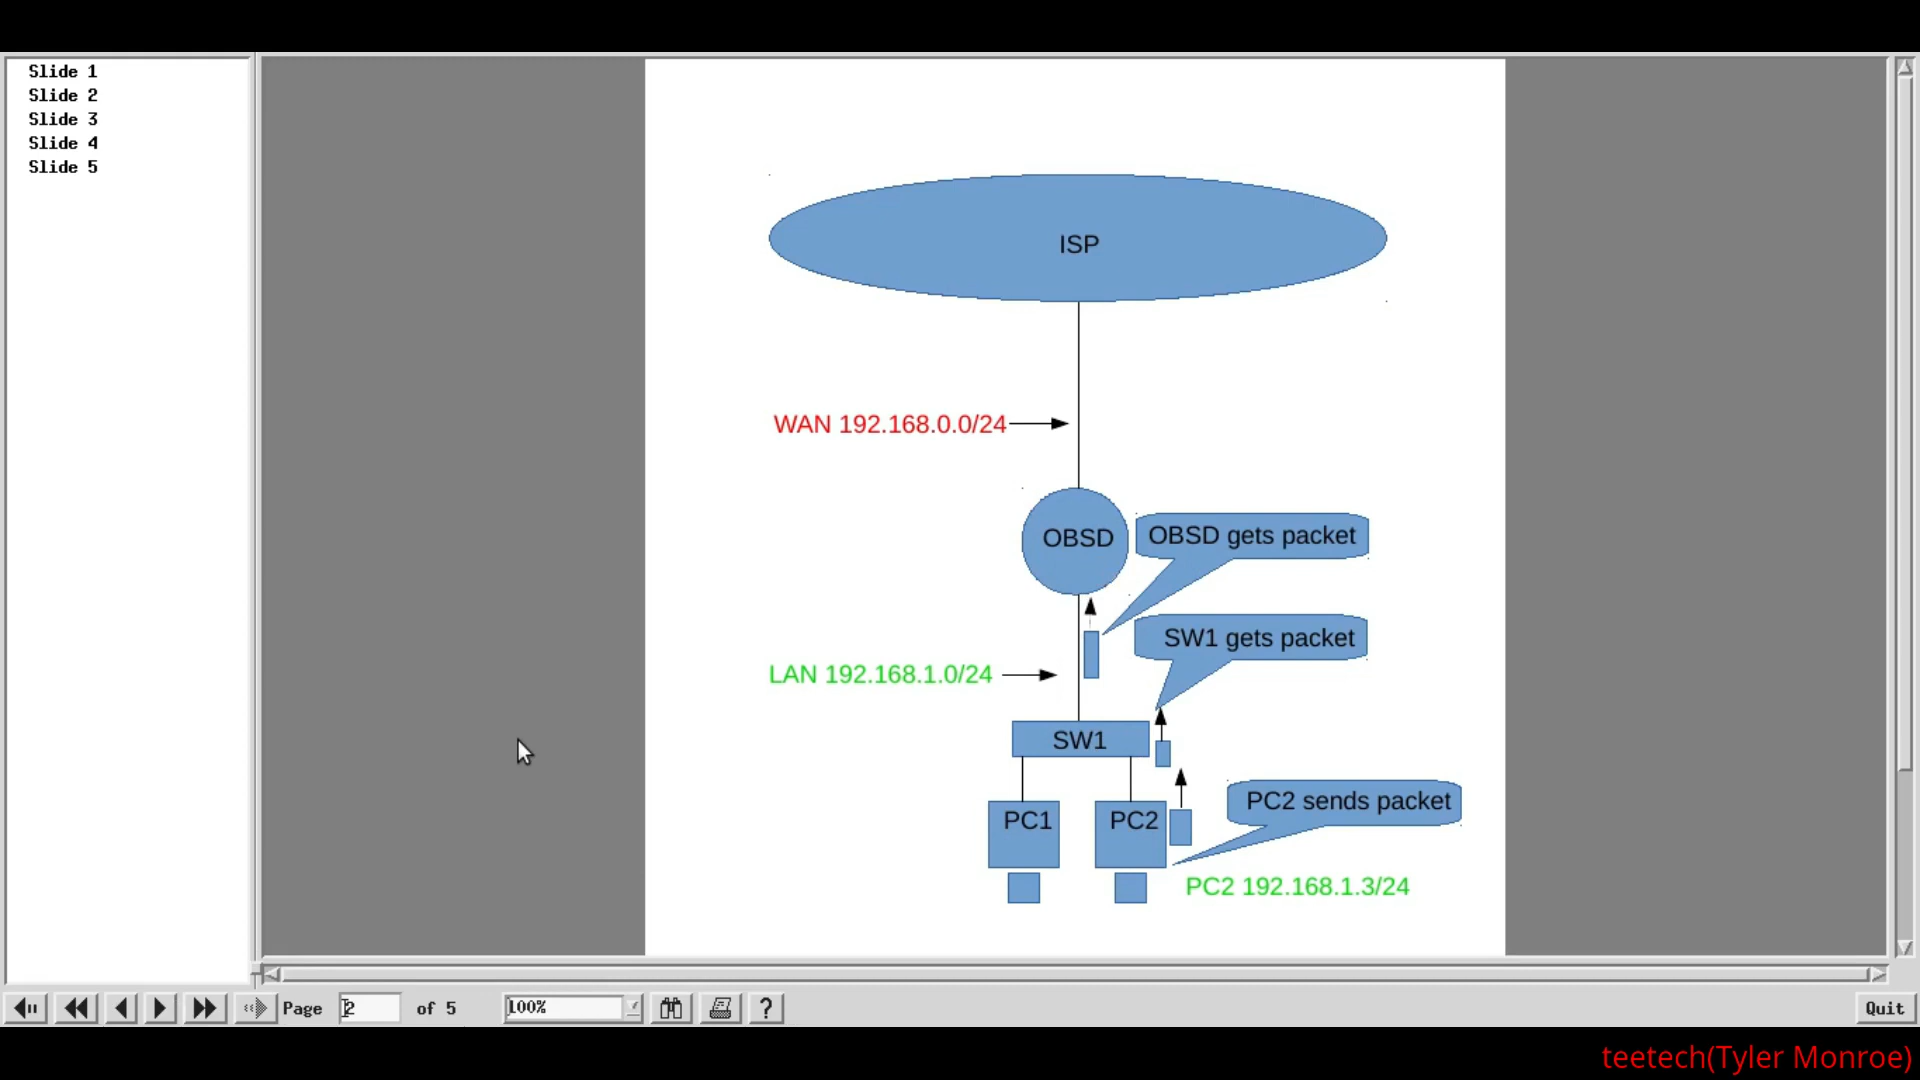 Slide 1
Slide 2
Slide 3
Slide 4
Slide 5
ISP
WAN 192.168.0.0/24
OBSD
OBSD gets packet
SW1 gets packet
LAN 192.168.1.0/24
SW1
PC1
PC2
PC2 sends packet
PC2 192.168.1.3/24
Page 2 of 5 100% ? Quit
teetech(Tyler Monroe)